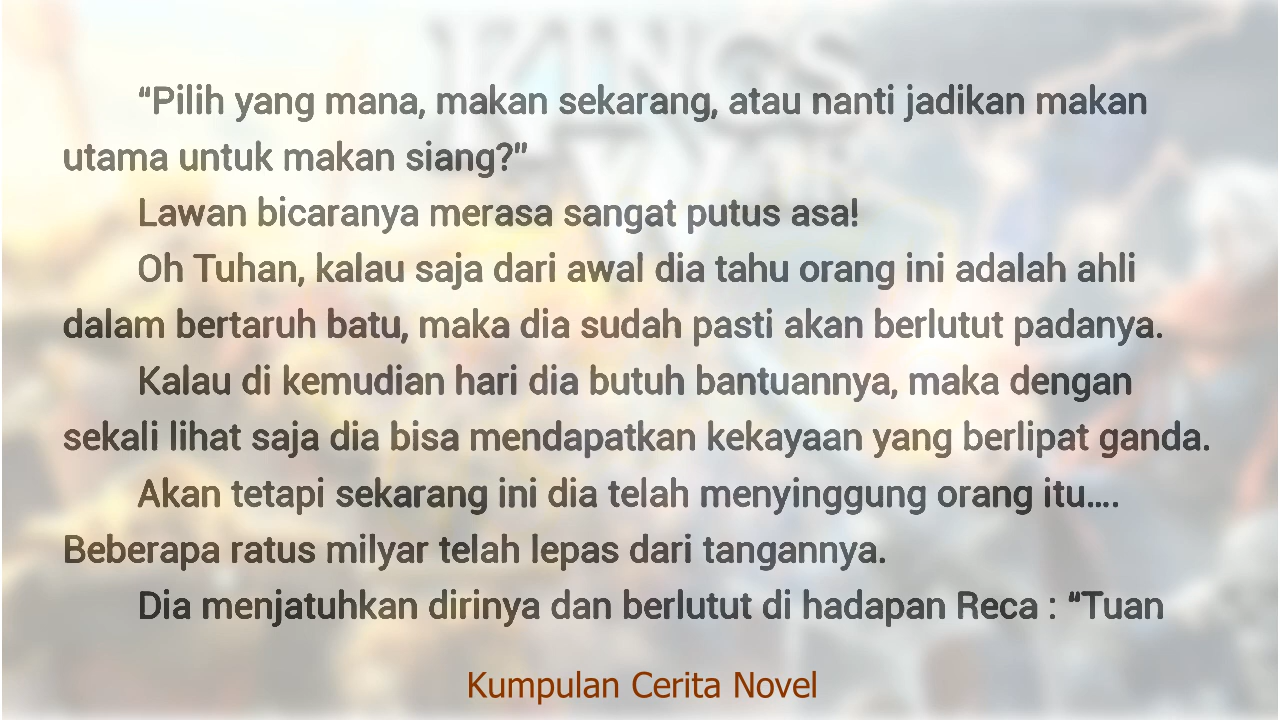 “Pilih yang mana, makan sekarang, atau nanti jadikan makan
utama untuk makan siang?”
Lawan bicaranya merasa sangat putus asa!
Oh Tuhan, kalau saja dari awal dia tahu orang ini adalah ahli
dalam bertaruh batu, maka dia sudah pasti akan berlutut padanya.
Kalau di kemudian hari dia butuh bantuannya, maka dengan
sekali lihat saja dia bisa mendapatkan kekayaan yang berlipat ganda.
Akan tetapi sekarang ini dia telah menyinggung orang itu....
Beberapa ratus milyar telah lepas dari tangannya.
Dia menjatuhkan dirinya dan berlutut di hadapan Reca : “Tuan
Kumpulan Cerita Novel